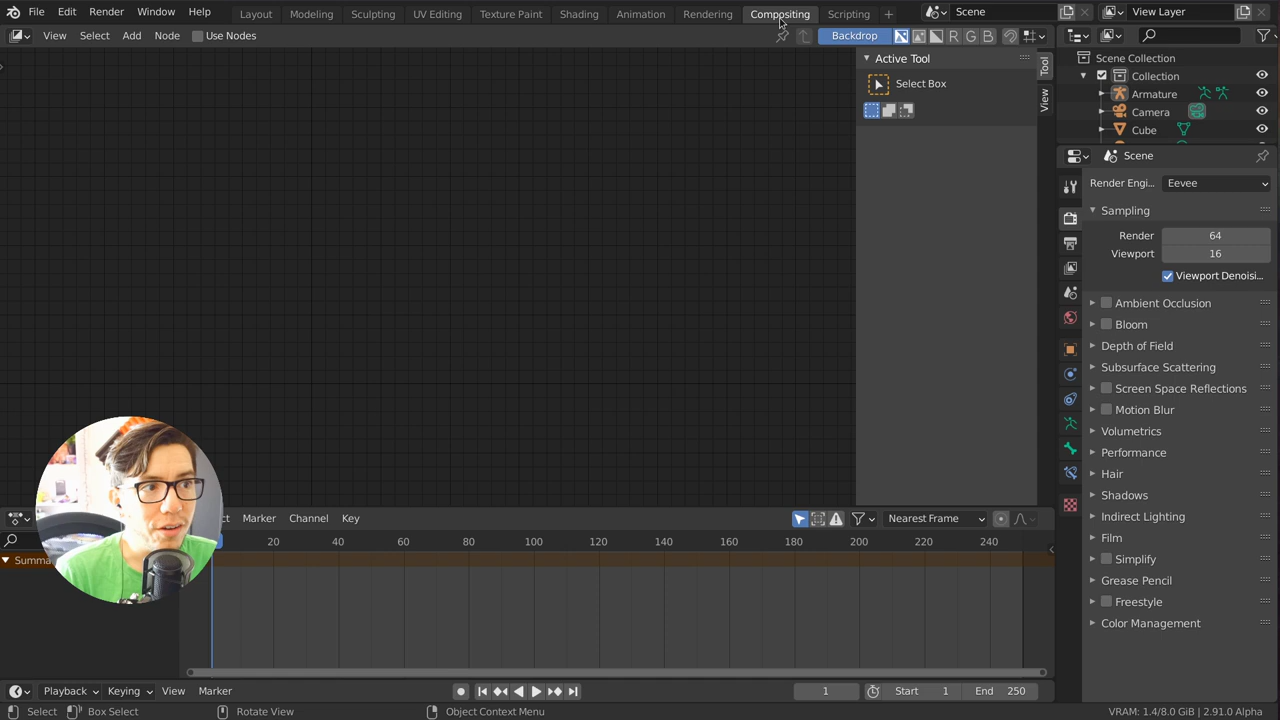 File Edit Render Window Help Layout Modeling Sculpting UV Editing Texture Paint Shading Animation Rendering Compositing Scripting + Scene View Layer
View Select Add Node Use Nodes Backdrop R G B
Active Tool
Select Box
Tool
View
Scene Collection
Collection
Armature
Camera
Cube
Scene
Render Engi... Eevee
Sampling
Render 64
Viewport 16
Viewport Denoisi...
Ambient Occlusion
Bloom
Depth of Field
Subsurface Scattering
Screen Space Reflections
Motion Blur
Volumetrics
Performance
Hair
Shadows
Indirect Lighting
Film
Simplify
Grease Pencil
Freestyle
Color Management
Marker Channel Key Nearest Frame
20 40 60 80 100 120 140 160 180 200 220 240
Summa
Playback Keying View Marker 1 Start 1 End 250
Select Box Select Rotate View Object Context Menu VRAM: 1.4/8.0 GiB | 2.91.0 Alpha